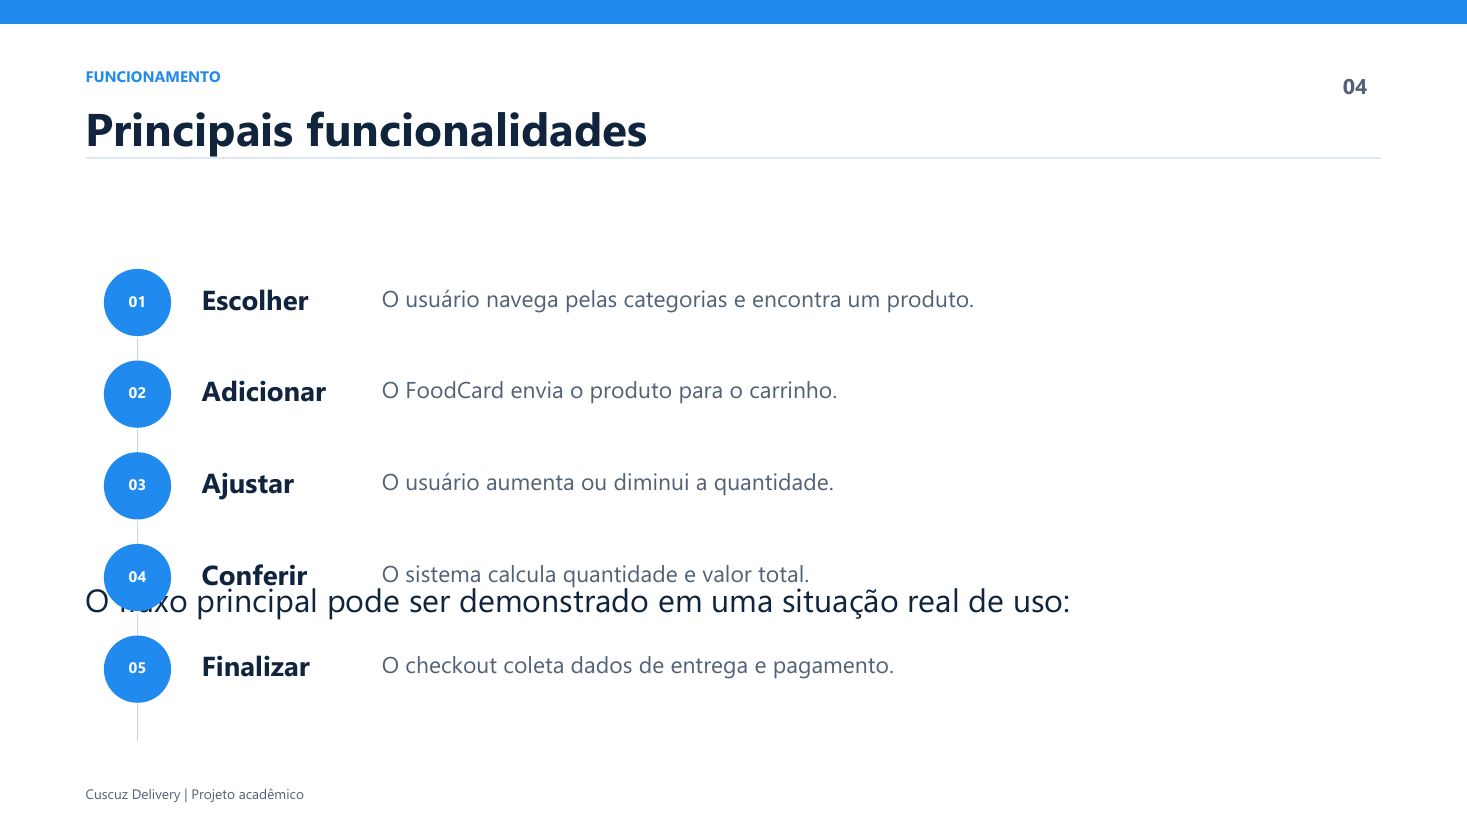 FUNCIONAMENTO
04
Principais funcionalidades
01 Escolher O usuário navega pelas categorias e encontra um produto.
02 Adicionar O FoodCard envia o produto para o carrinho.
03 Ajustar O usuário aumenta ou diminui a quantidade.
04 Conferir O sistema calcula quantidade e valor total.
O fluxo principal pode ser demonstrado em uma situação real de uso:
05 Finalizar O checkout coleta dados de entrega e pagamento.
Cuscuz Delivery | Projeto acadêmico